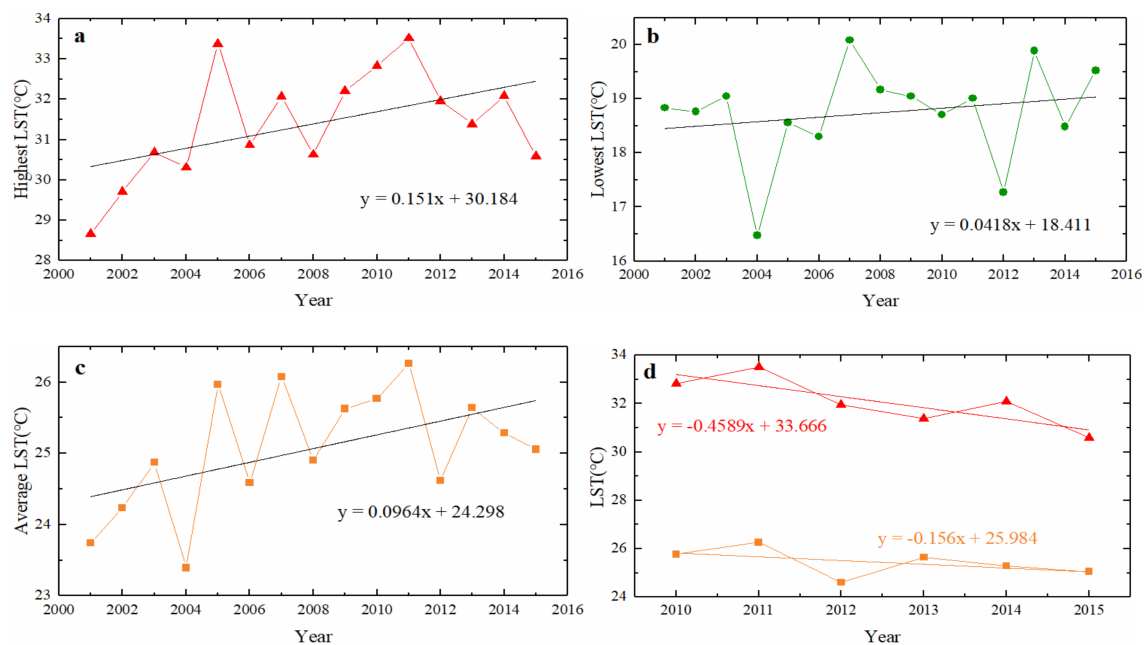 a
Highest LST(℃)
34
33
32
31
30
29
28
y = 0.151x + 30.184
2000 2002 2004 2006 2008 2010 2012 2014 2016
Year
b
Lowest LST(℃)
20
19
18
17
16
y = 0.0418x + 18.411
2000 2002 2004 2006 2008 2010 2012 2014 2016
Year
c
Average LST(℃)
26
25
24
23
y = 0.0964x + 24.298
2000 2002 2004 2006 2008 2010 2012 2014 2016
Year
d
LST(℃)
34
32
30
28
26
24
y = -0.4589x + 33.666
y = -0.156x + 25.984
2010 2011 2012 2013 2014 2015
Year